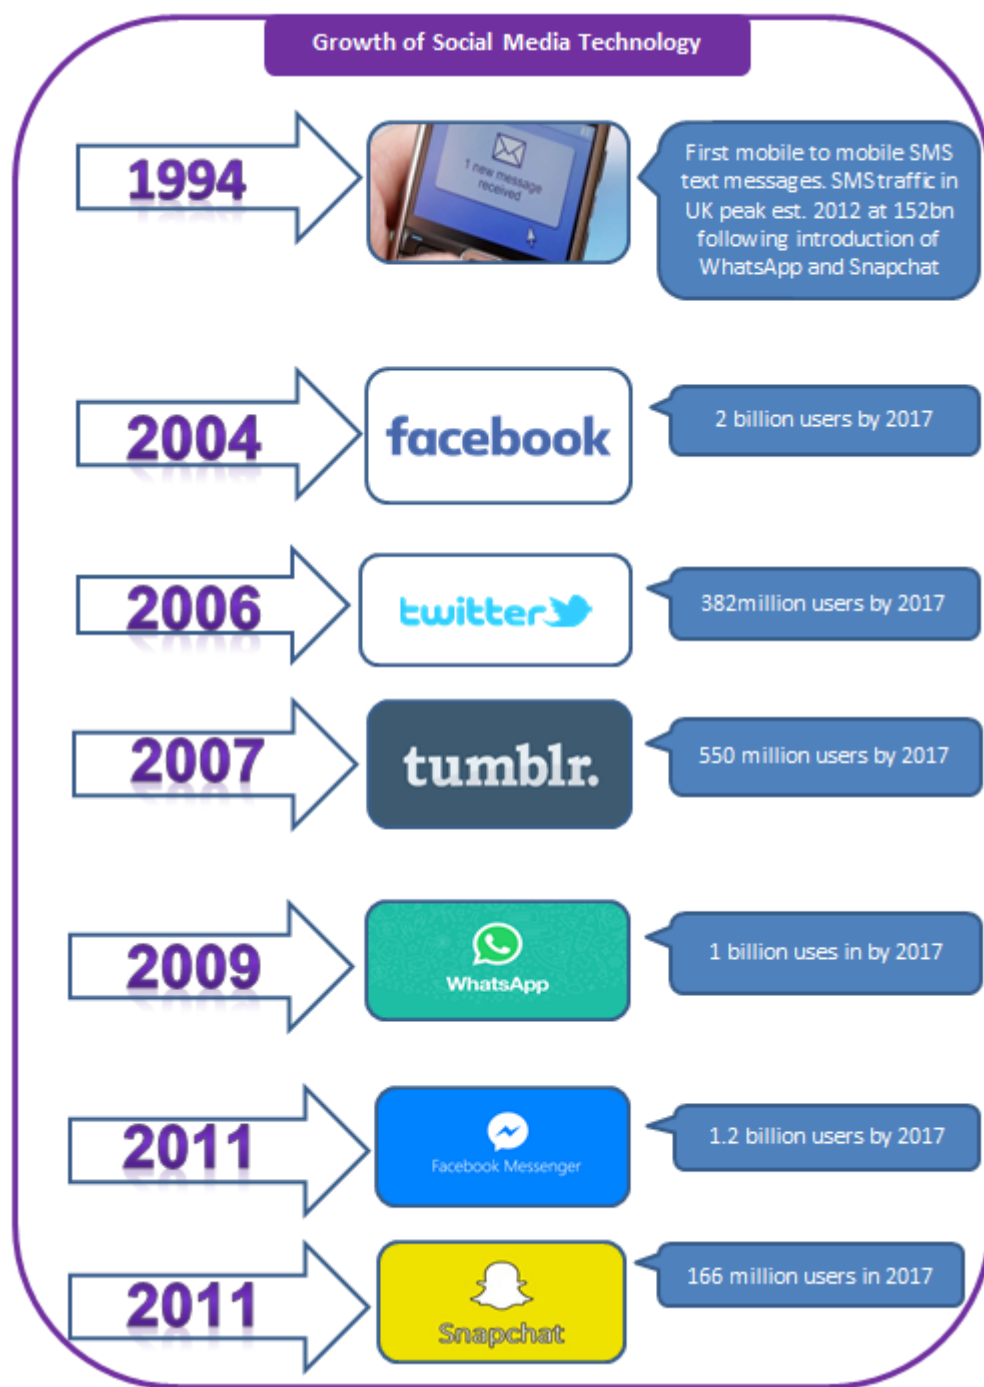 Growth of Social Media Technology
1994
1 new message
received
First mobile to mobile SMS
text messages. SMS traffic in
UK peak est. 2012 at 152bn
following introduction of
WhatsApp and Snapchat
2004
facebook
2 billion users by 2017
2006
twitter
382million users by 2017
2007
tumblr.
550 million users by 2017
2009
WhatsApp
1 billion uses in by 2017
2011
Facebook Messenger
1.2 billion users by 2017
2011
Snapchat
166 million users in 2017